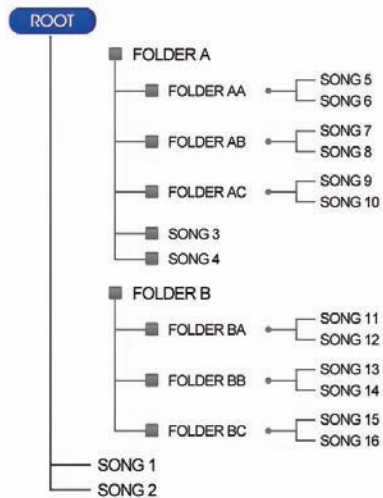 ROOT
FOLDER A
FOLDER AA
SONG 5
SONG 6
FOLDER AB
SONG 7
SONG 8
FOLDER AC
SONG 9
SONG 10
SONG 3
SONG 4
FOLDER B
FOLDER BA
SONG 11
SONG 12
FOLDER BB
SONG 13
SONG 14
FOLDER BC
SONG 15
SONG 16
SONG 1
SONG 2